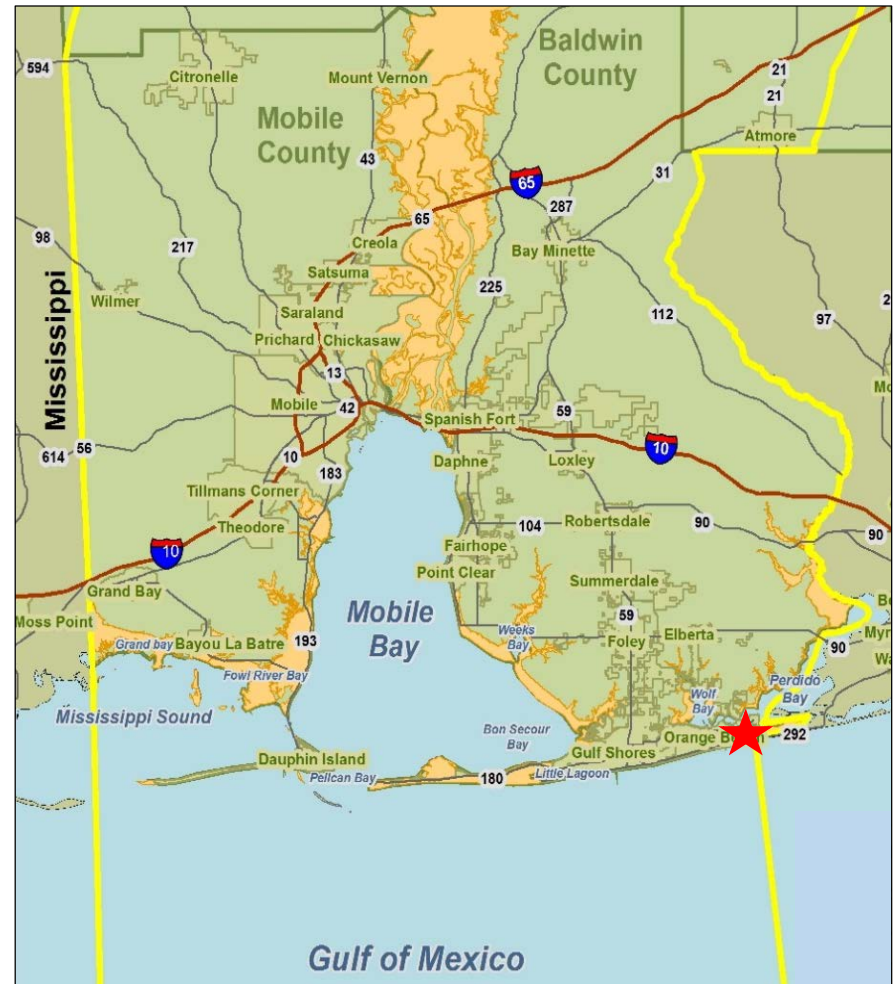 Baldwin
County
594
Citronelle
Mount Vernon
21
21
Atmore
Mobile
County
43
31
65
287
65
98
217
Creola
Bay Minette
Satsuma
225
Wilmer
Saraland
112
97
2
Prichard
Chickasaw
Mississippi
13
Mobile
42
Spanish Fort
59
614
56
10
183
Daphne
Loxley
10
Tillmans Corner
Theodore
104
Robertsdale
90
90
10
Fairhope
Point Clear
Grand Bay
Summerdale
Moss Point
Mobile
Bay
59
Weeks
Bay
Foley
Elberta
Grand bay
Bayou La Batre
193
90
My
Wa
Fowl River Bay
Perdido
Bay
Wolf
Bay
Mississippi Sound
Bon Secour
Bay
Orange
292
Dauphin Island
Gulf Shores
Pelican Bay
180
Little Lagoon
Gulf of Mexico